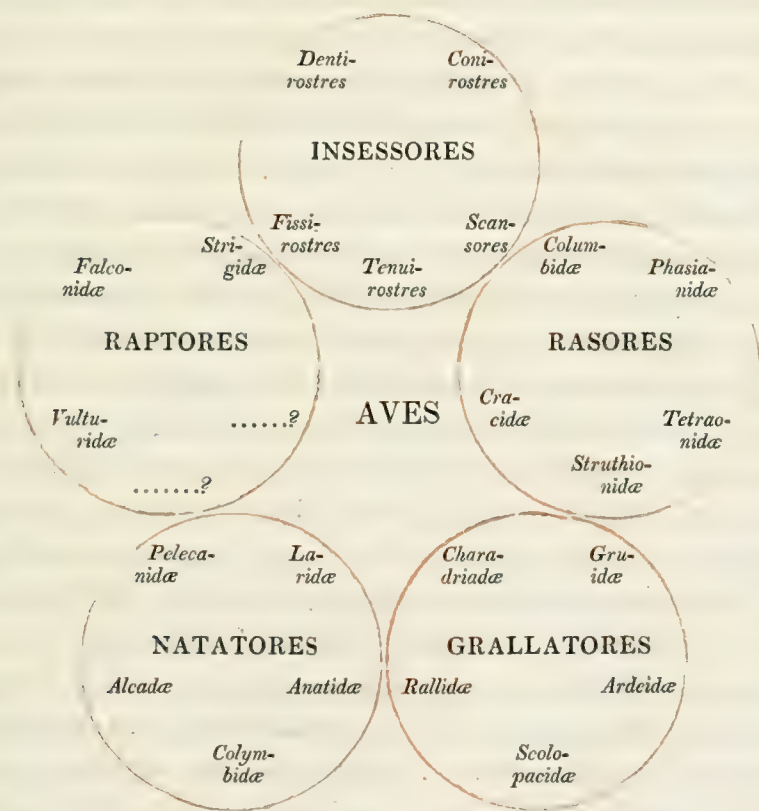 Denti-
rostres
Coni-
rostres
INSESSORES
Fissi-
rostres
Scan-
sores
Tenui-
rostres
Stri-
gidæ
Falco-
nidæ
RAPTORES
Vultu-
ridæ
.......?
........?
Colum-
bidæ
Phasia-
nidæ
RASORES
Cra-
cidæ
Tetrao-
nidæ
Struthio-
nidæ
AVES
Peleca-
nidæ
La-
ridæ
NATATORES
Alcadæ
Anatidæ
Colym-
bidæ
Chara-
driadæ
Gru-
idæ
GRALLATORES
Rallidæ
Ardeidæ
Scolo-
pacidæ